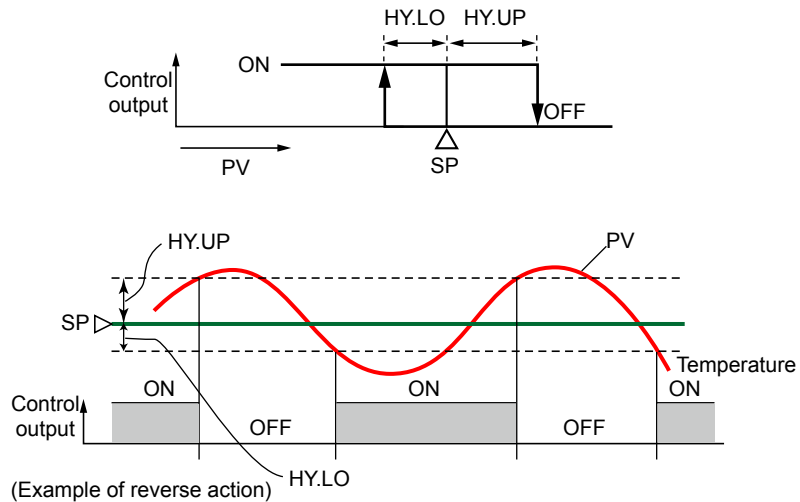 HY.LO HY.UP
ON
Control
output
OFF
PV
SP
HY.UP
PV
SP
Temperature
ON ON ON
Control
output
OFF OFF
HY.LO
(Example of reverse action)